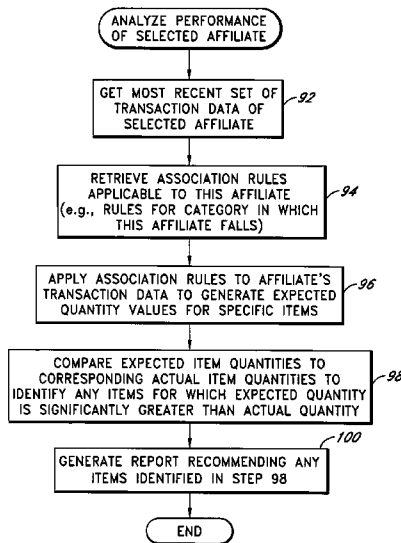 ANALYZE PERFORMANCE
OF SELECTED AFFILIATE
GET MOST RECENT SET OF
TRANSACTION DATA OF
SELECTED AFFILIATE
92
RETRIEVE ASSOCIATION RULES
APPLICABLE TO THIS AFFILIATE
(e.g., RULES FOR CATEGORY IN WHICH
THIS AFFILIATE FALLS)
94
APPLY ASSOCIATION RULES TO AFFILIATE'S
TRANSACTION DATA TO GENERATE EXPECTED
QUANTITY VALUES FOR SPECIFIC ITEMS
96
COMPARE EXPECTED ITEM QUANTITIES TO
CORRESPONDING ACTUAL ITEM QUANTITIES TO
IDENTIFY ANY ITEMS FOR WHICH EXPECTED QUANTITY
IS SIGNIFICANTLY GREATER THAN ACTUAL QUANTITY
98
100
GENERATE REPORT RECOMMENDING ANY
ITEMS IDENTIFIED IN STEP 98
END